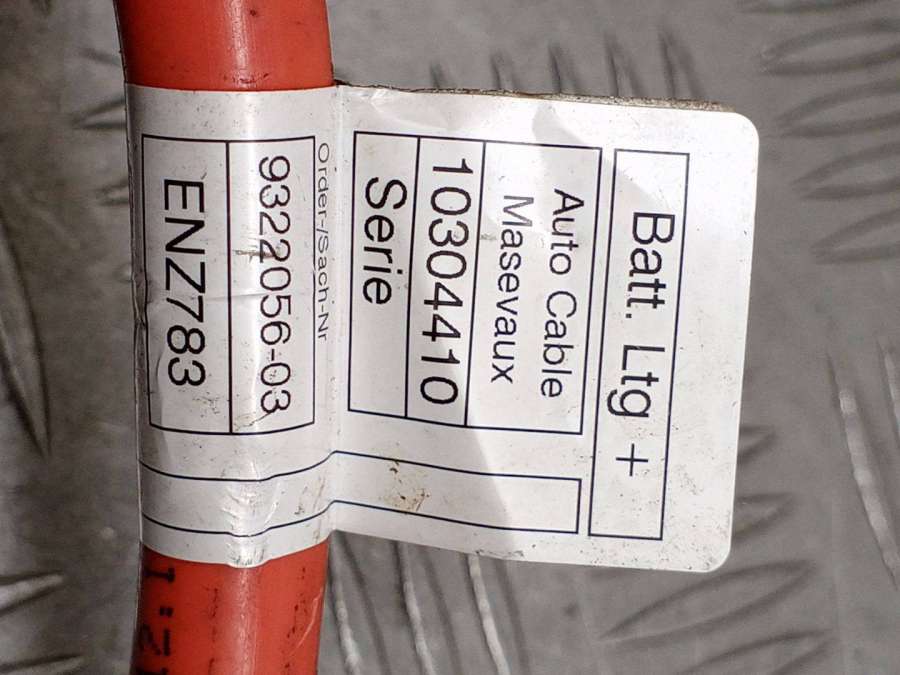 Batt. Ltg +
Auto Cable
Masevaux
10304410
Serie
Order-/Sach-Nr
9322056-03
ENZ783